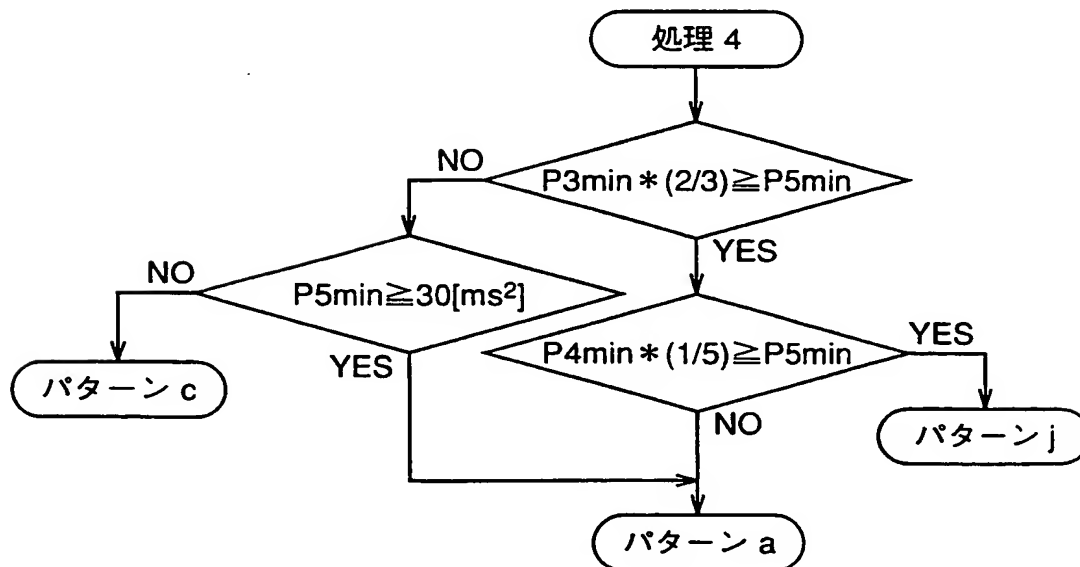 処理 4
P3min*(2/3)≧P5min
NO
YES
P5min≧30[ms²]
NO
YES
P4min*(1/5)≧P5min
YES
NO
パターン c
パターン j
パターン a